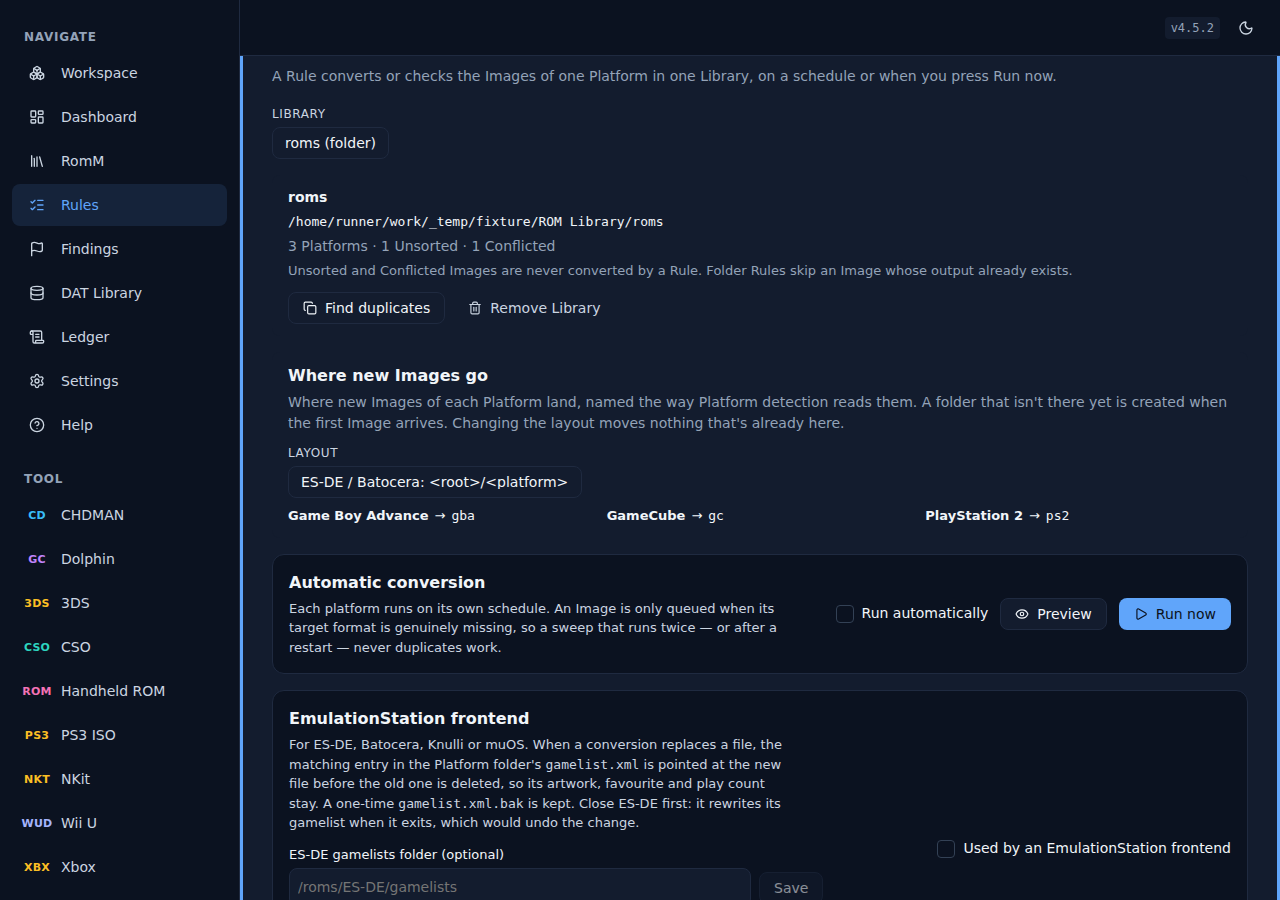 NAVIGATE
Workspace
Dashboard
RomM
Rules
Findings
DAT Library
Ledger
Settings
Help
TOOL
CD CHDMAN
GC Dolphin
3DS 3DS
CSO CSO
ROM Handheld ROM
PS3 PS3 ISO
NKT NKit
WUD Wii U
XBX Xbox
v4.5.2
A Rule converts or checks the Images of one Platform in one Library, on a schedule or when you press Run now.
LIBRARY
roms (folder)
roms
/home/runner/work/_temp/fixture/ROM Library/roms
3 Platforms · 1 Unsorted · 1 Conflicted
Unsorted and Conflicted Images are never converted by a Rule. Folder Rules skip an Image whose output already exists.
Find duplicates
Remove Library
Where new Images go
Where new Images of each Platform land, named the way Platform detection reads them. A folder that isn't there yet is created when
the first Image arrives. Changing the layout moves nothing that's already here.
LAYOUT
ES-DE / Batocera: <root>/<platform>
Game Boy Advance → gba
GameCube → gc
PlayStation 2 → ps2
Automatic conversion
Each platform runs on its own schedule. An Image is only queued when its
target format is genuinely missing, so a sweep that runs twice — or after a
restart — never duplicates work.
Run automatically
Preview
Run now
EmulationStation frontend
For ES-DE, Batocera, Knulli or muOS. When a conversion replaces a file, the
matching entry in the Platform folder's gamelist.xml is pointed at the new
file before the old one is deleted, so its artwork, favourite and play count
stay. A one-time gamelist.xml.bak is kept. Close ES-DE first: it rewrites its
gamelist when it exits, which would undo the change.
Used by an EmulationStation frontend
ES-DE gamelists folder (optional)
/roms/ES-DE/gamelists
Save